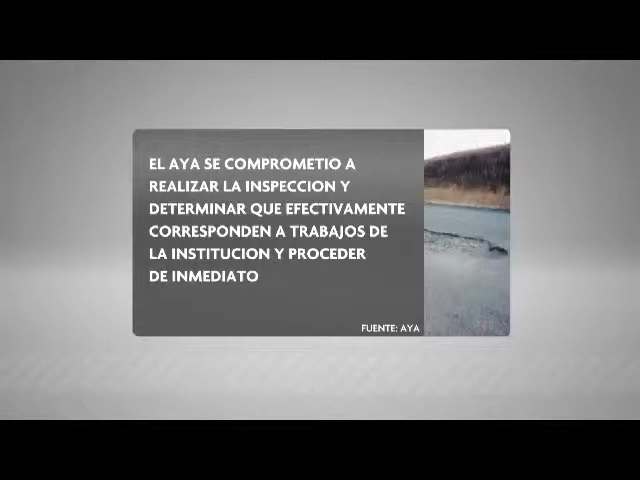 EL AYA SE COMPROMETIO A
REALIZAR LA INSPECCION Y
DETERMINAR QUE EFECTIVAMENTE
CORRESPONDEN A TRABAJOS DE
LA INSTITUCION Y PROCEDER
DE INMEDIATO
FUENTE: AYA